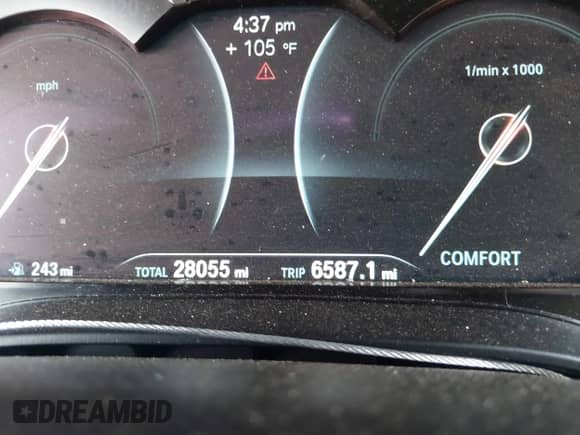 4:37 pm
+ 105 °F
mph
1/min x 1000
COMFORT
243 mi
TOTAL 28055 mi
TRIP 6587.1 mi
DREAMBID